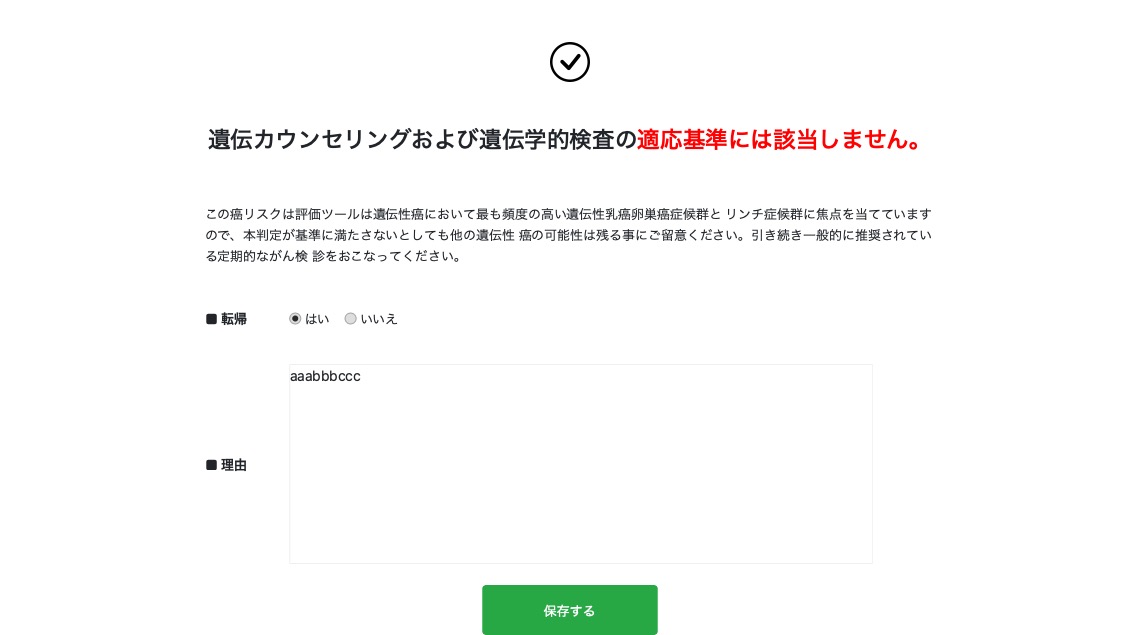 遺伝カウンセリングおよび遺伝学的検査の適応基準には該当しません。
この癌リスクは評価ツールは遺伝性癌において最も頻度の高い遺伝性乳癌卵巣癌症候群と リンチ症候群に焦点を当てています
ので、本判定が基準に満たさないとしても他の遺伝性 癌の可能性は残る事にご留意ください。引き続き一般的に推奨されてい
る定期的ながん検 診をおこなってください。
■ 転帰 はい いいえ
aaabbbccc
■ 理由
保存する